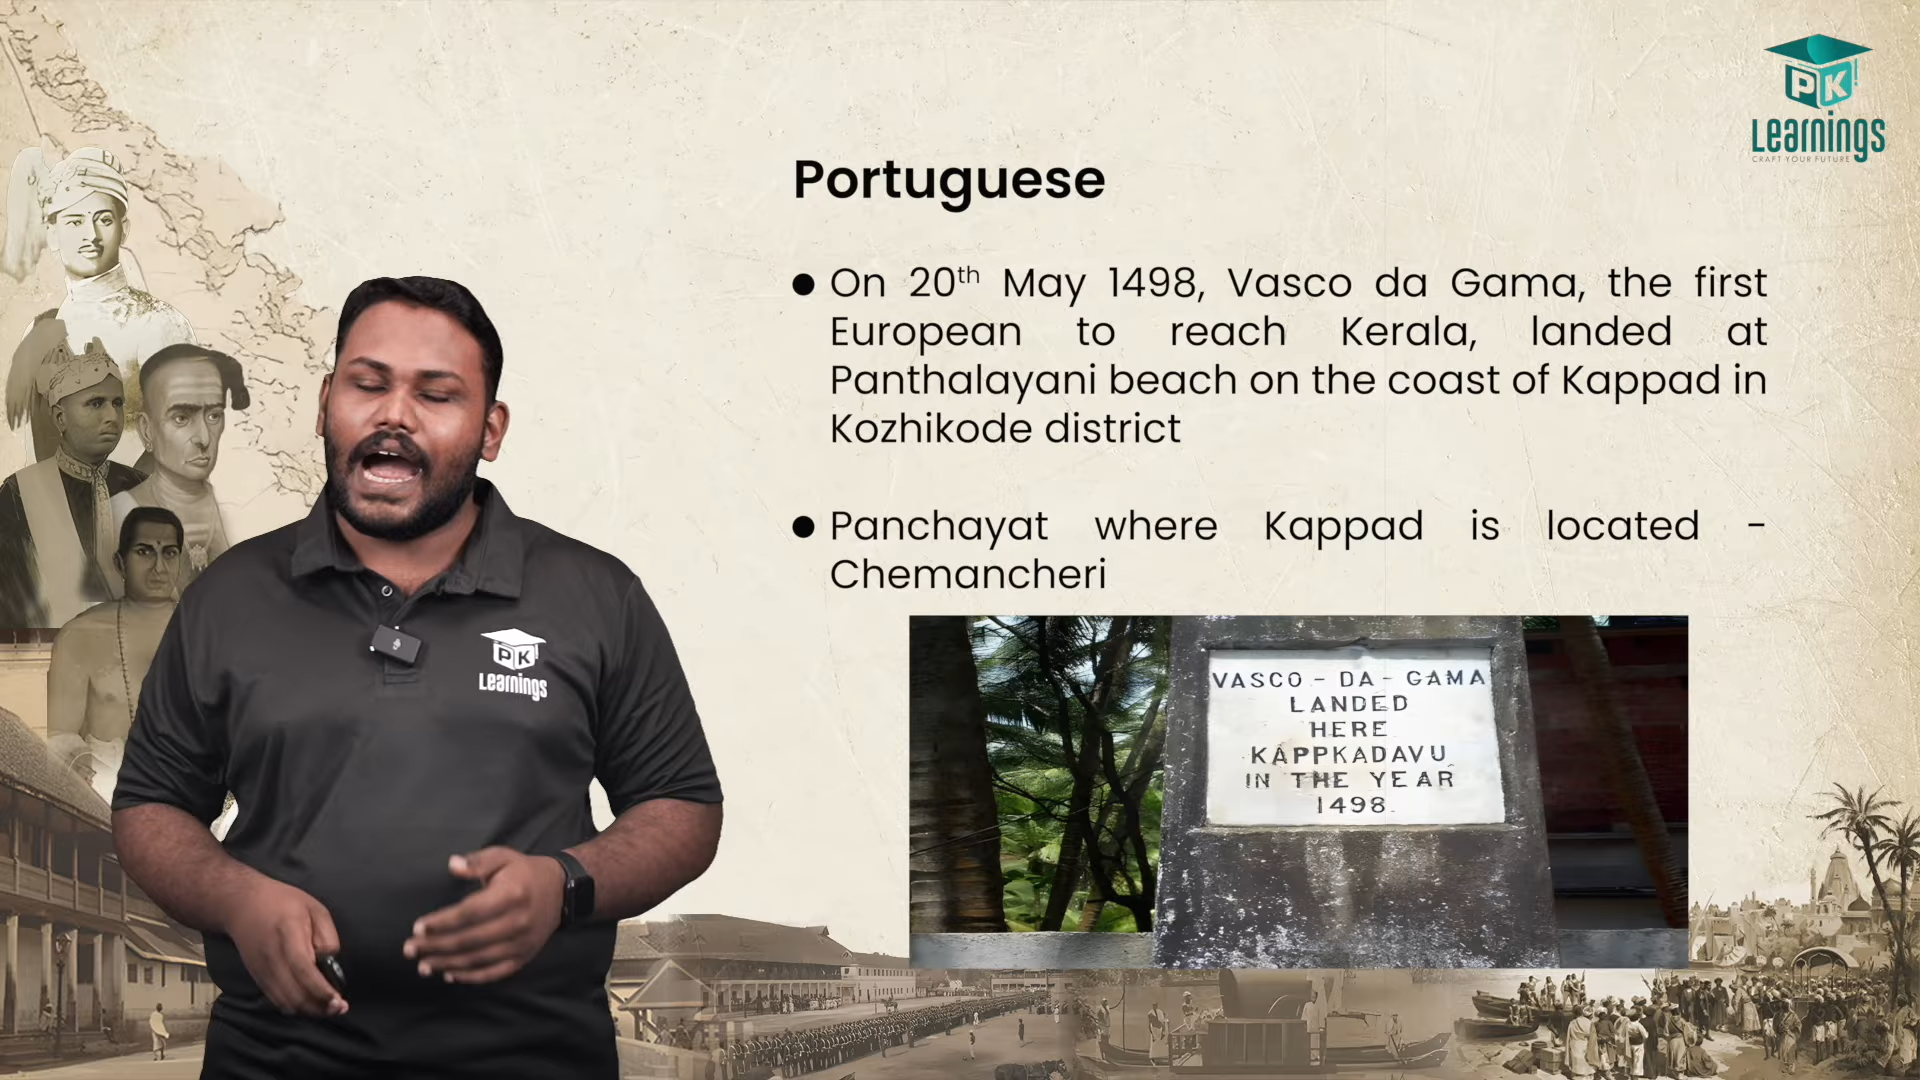 PK
Learnings
CRAFT YOUR FUTURE
Portuguese
● On 20th May 1498, Vasco da Gama, the first
European to reach Kerala, landed at
Panthalayani beach on the coast of Kappad in
Kozhikode district
● Panchayat where Kappad is located -
Chemancheri
PK
Learnings
VASCO - DA - GAMA
LANDED
HERE
KAPPKADAVU
IN THE YEAR
1498.